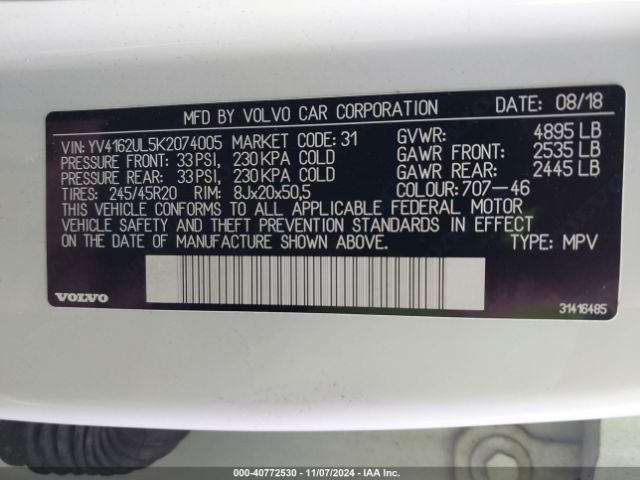 MFD BY VOLVO CAR CORPORATION DATE: 08/18
VIN: YV4162UL5K2074005 MARKET CODE: 31 GVWR: 4895 LB
PRESSURE FRONT: 33 PSI, 230 KPA COLD GAWR FRONT: 2535 LB
PRESSURE REAR: 33 PSI, 230 KPA COLD GAWR REAR: 2445 LB
TIRES: 245/45R20 RIM: 8Jx20x50,5 COLOUR: 707-46
THIS VEHICLE CONFORMS TO ALL APPLICABLE FEDERAL MOTOR
VEHICLE SAFETY AND THEFT PREVENTION STANDARDS IN EFFECT
ON THE DATE OF MANUFACTURE SHOWN ABOVE. TYPE: MPV
VOLVO 31416485
000-40772530 - 11/07/2024 - IAA Inc.